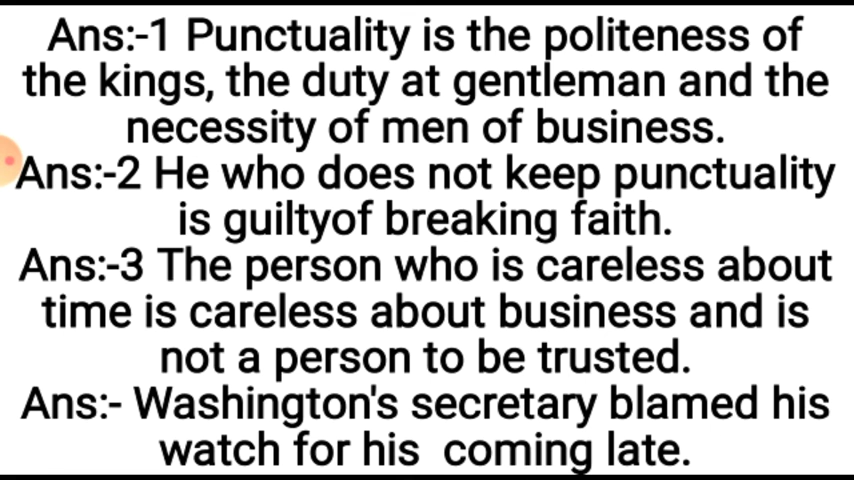 Ans:-1 Punctuality is the politeness of
the kings, the duty at gentleman and the
necessity of men of business.
Ans:-2 He who does not keep punctuality
is guiltyof breaking faith.
Ans:-3 The person who is careless about
time is careless about business and is
not a person to be trusted.
Ans:- Washington's secretary blamed his
watch for his  coming late.